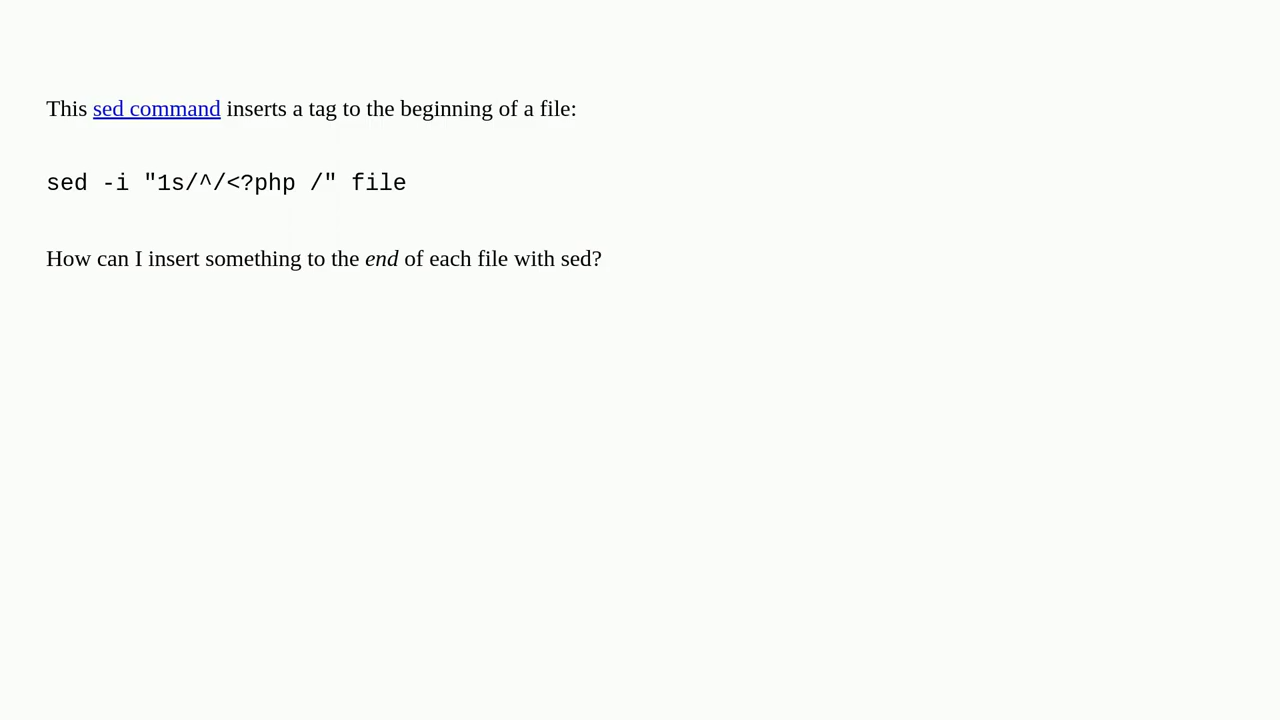 This sed command inserts a tag to the beginning of a file:
sed -i "1s/^/<?php /" file
How can I insert something to the end of each file with sed?